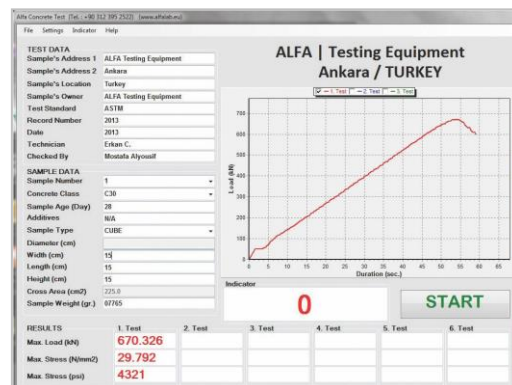 Alfa Concrete Test (Tel.: +90 312 395 2522) (www.alfalab.eu)
File Settings Indicator Help
TEST DATA
Sample's Address 1 ALFA Testing Equipment
Sample's Address 2 Ankara
Sample's Location Turkey
Sample's Owner ALFA Testing Equipment
Test Standard ASTM
Record Number 2013
Date 2013
Technician Erkan C.
Checked By Mostafa Alyousif
SAMPLE DATA
Sample Number 1
Concrete Class C30
Sample Age (Day) 28
Additives N/A
Sample Type CUBE
Diameter (cm)
Width (cm) 15
Length (cm) 15
Height (cm) 15
Cross Area (cm2) 225.0
Sample Weight (gr.) 67765
ALFA | Testing Equipment
Ankara / TURKEY
1. Test 2. Test 3. Test
Load (kN)
700
600
500
400
300
200
100
0
0 5 10 15 20 25 30 35 40 45 50 55 60 65
Duration (sec.)
Indicator
0
START
RESULTS 1. Test 2. Test 3. Test 4. Test 5. Test 6. Test
Max. Load (kN) 670.326
Max. Stress (N/mm2) 29.792
Max. Stress (psi) 4321